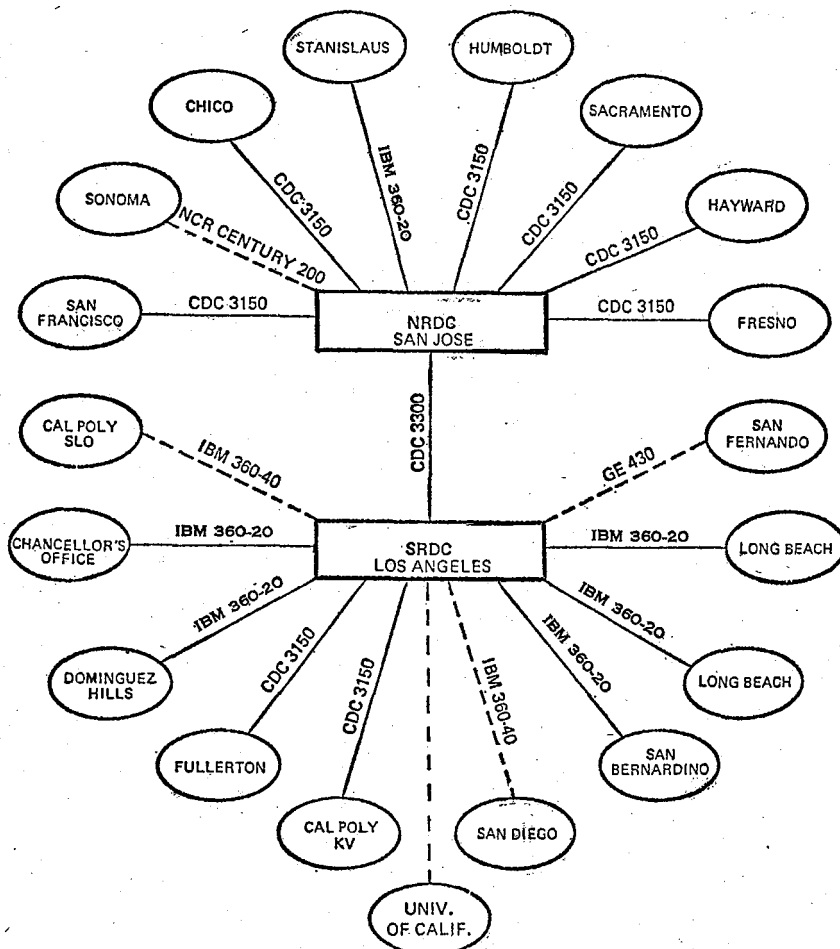 STANISLAUS
HUMBOLDT
CHICO
SACRAMENTO
SONOMA
HAYWARD
SAN
FRANCISCO
FRESNO
NCR CENTURY 200
CDC 3150
IBM 360-20
CDC 3150
CDC 3150
CDC 3150
CDC 3150
CDC 3150
NRDC
SAN JOSE
CDC 3300
CAL POLY
SLO
SAN
FERNANDO
IBM 360-40
GE 430
CHANCELLOR'S
OFFICE
IBM 360-20
SRDC
LOS ANGELES
IBM 360-20
LONG BEACH
IBM 360-20
CDC 3150
CDC 3150
IBM 360-40
IBM 360-20
IBM 360-20
DOMINGUEZ
HILLS
LONG BEACH
FULLERTON
SAN
BERNARDINO
CAL POLY
KV
SAN DIEGO
UNIV.
OF CALIF.